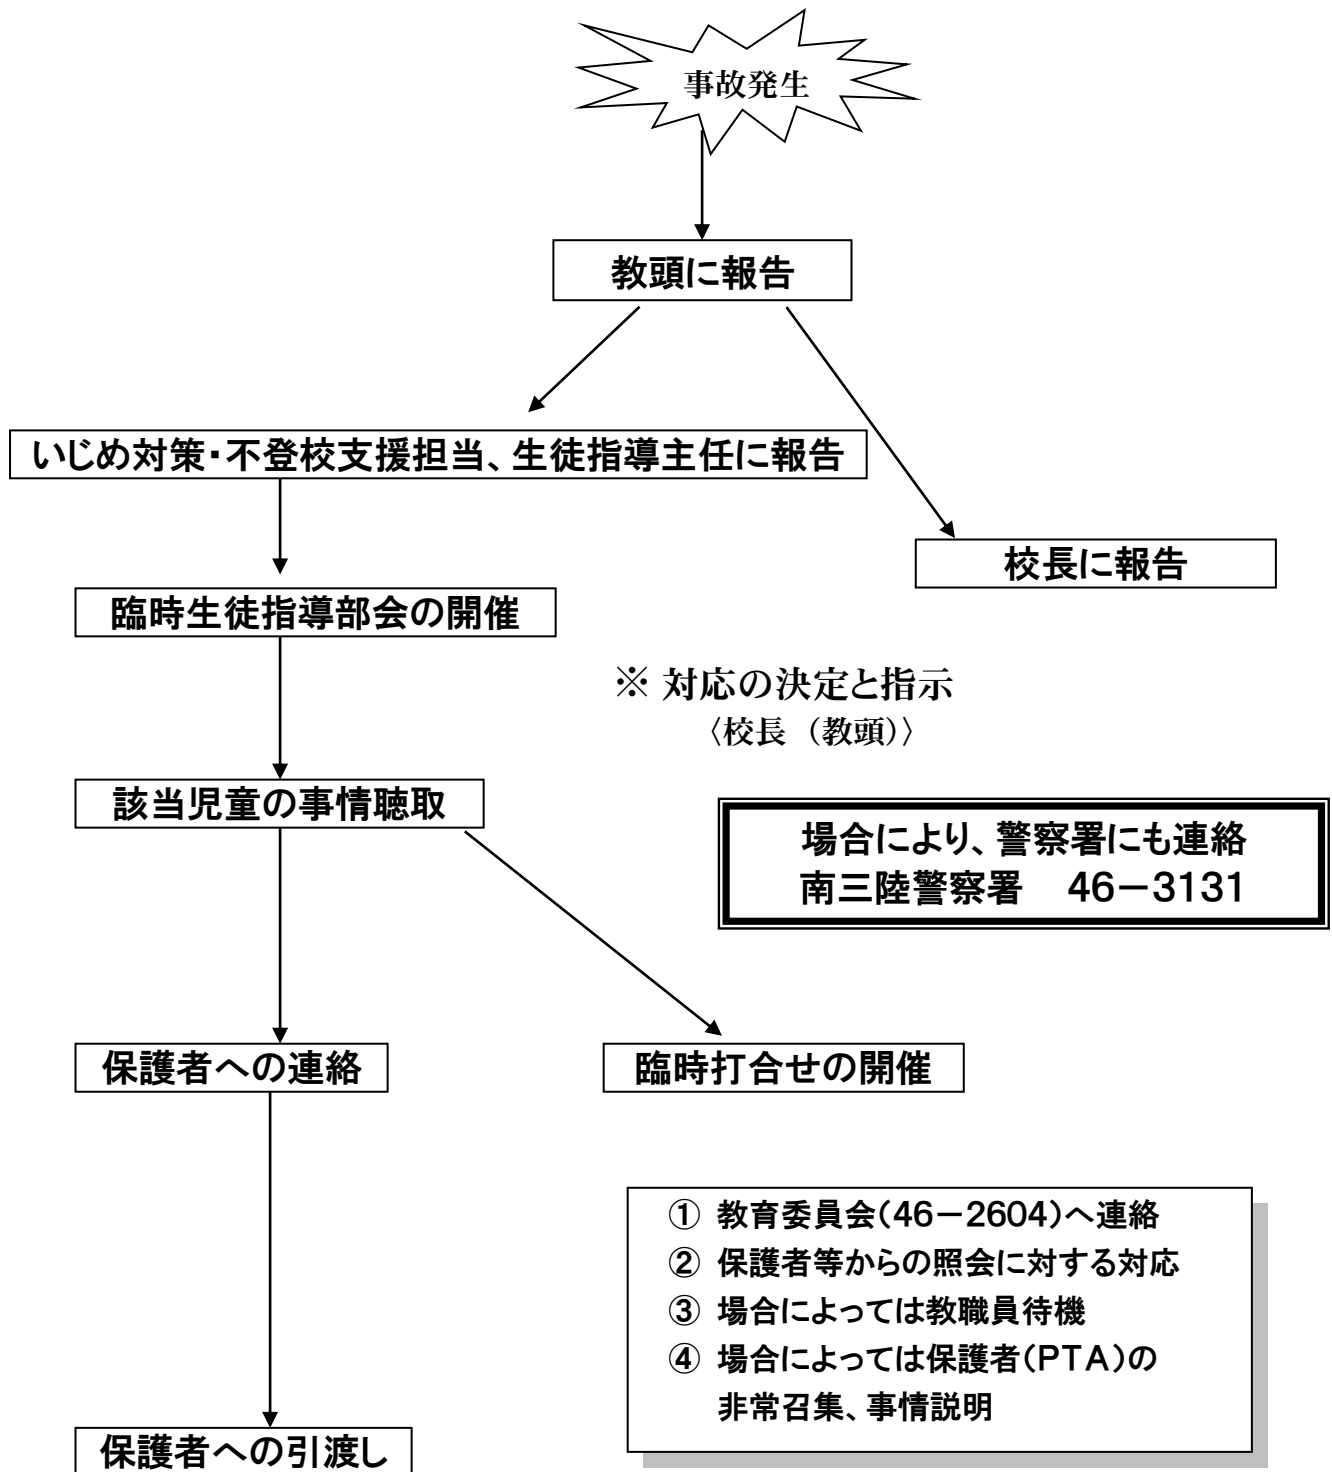 事故発生
教頭に報告
いじめ対策・不登校支援担当、生徒指導主任に報告
校長に報告
臨時生徒指導部会の開催
※ 対応の決定と指示
〈校長（教頭）〉
該当児童の事情聴取
場合により、警察署にも連絡
南三陸警察署　46－3131
保護者への連絡
臨時打合せの開催
① 教育委員会（46－2604）へ連絡
② 保護者等からの照会に対する対応
③ 場合によっては教職員待機
④ 場合によっては保護者（PTA）の
非常召集、事情説明
保護者への引渡し